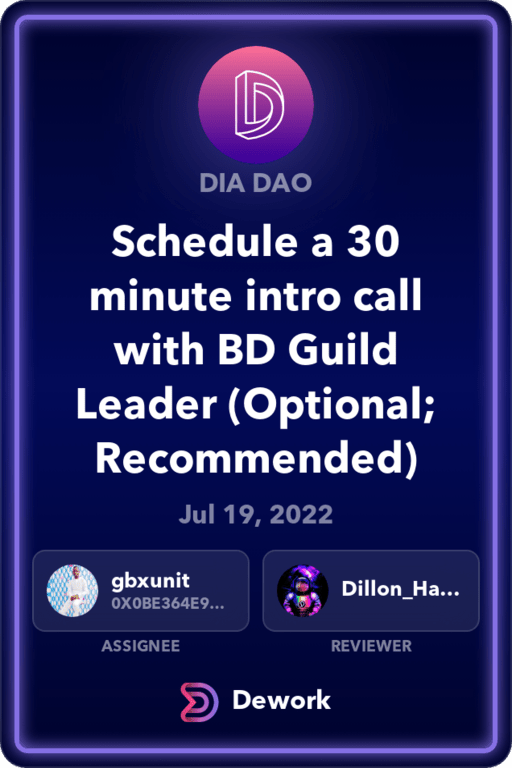 DIA DAO
Schedule a 30
minute intro call
with BD Guild
Leader (Optional;
Recommended)
Jul 19, 2022
gbxunit
0X0BE364E9...
Dillon_Ha...
ASSIGNEE
REVIEWER
Dework